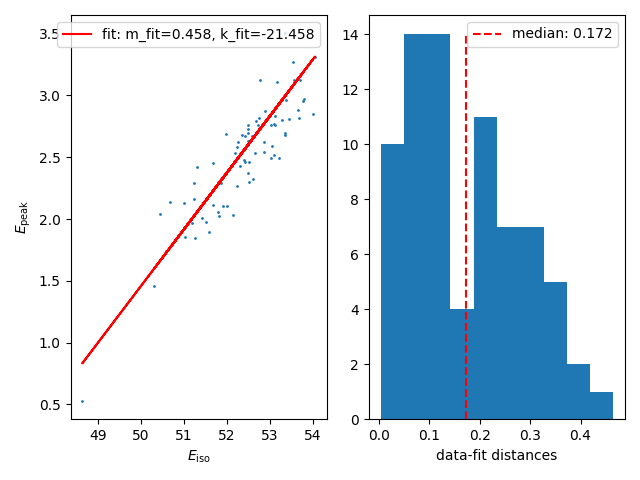 fit: m_fit=0.458, k_fit=-21.458
3.5
3.0
2.5
2.0
1.5
1.0
0.5
E_peak
49 50 51 52 53 54
E_iso
median: 0.172
14
12
10
8
6
4
2
0
0.0 0.1 0.2 0.3 0.4
data-fit distances